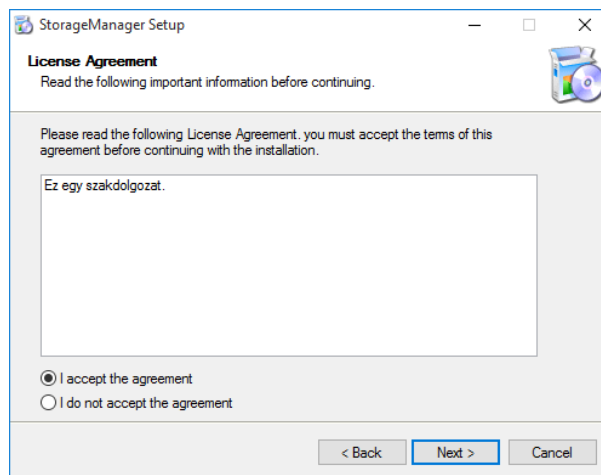 StorageManager Setup
License Agreement
Read the following important information before continuing.
Please read the following License Agreement. you must accept the terms of this
agreement before continuing with the installation.
Ez egy szakdolgozat.
I accept the agreement
I do not accept the agreement
< Back Next > Cancel